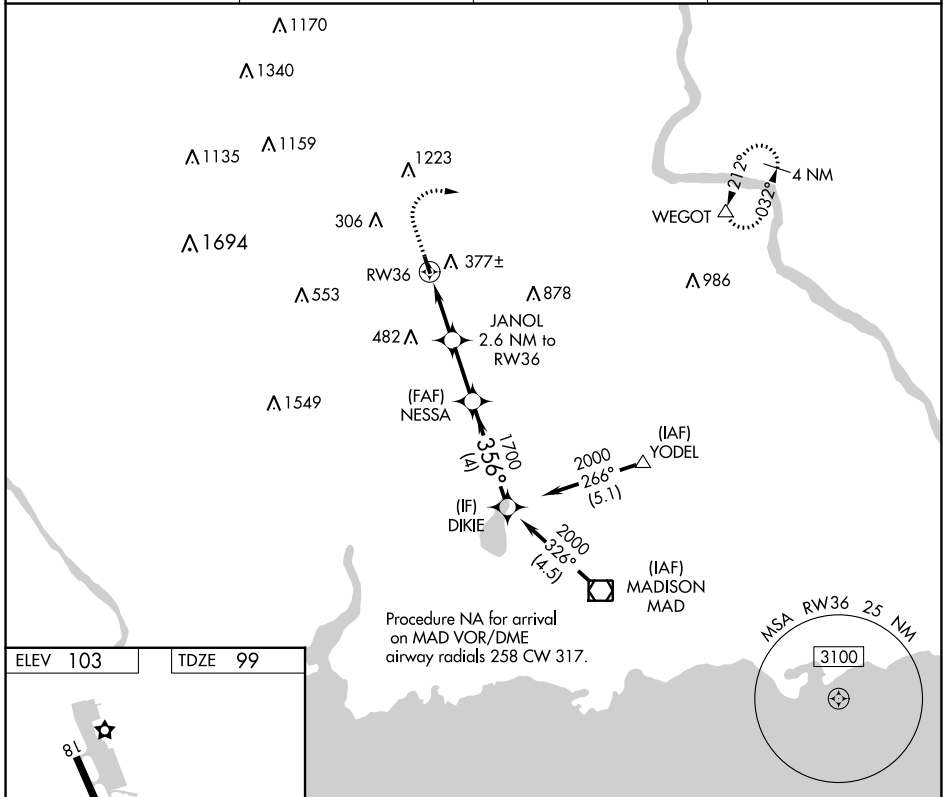 1170
1340
1135
1159
1223
4 NM
212°
032°
WEGOT
306
1694
RW36
377±
553
878
986
JANOL
2.6 NM to
RW36
482
(FAF)
NESSA
1549
1700
356°
(4)
(IAF)
YODEL
2000
266°
(5.1)
(IF)
DIKIE
2000
326°
(4.5)
(IAF)
MADISON
MAD
Procedure NA for arrival
on MAD VOR/DME
airway radials 258 CW 317.
MSA RW36 25 NM
3100
ELEV 103
TDZE 99
18